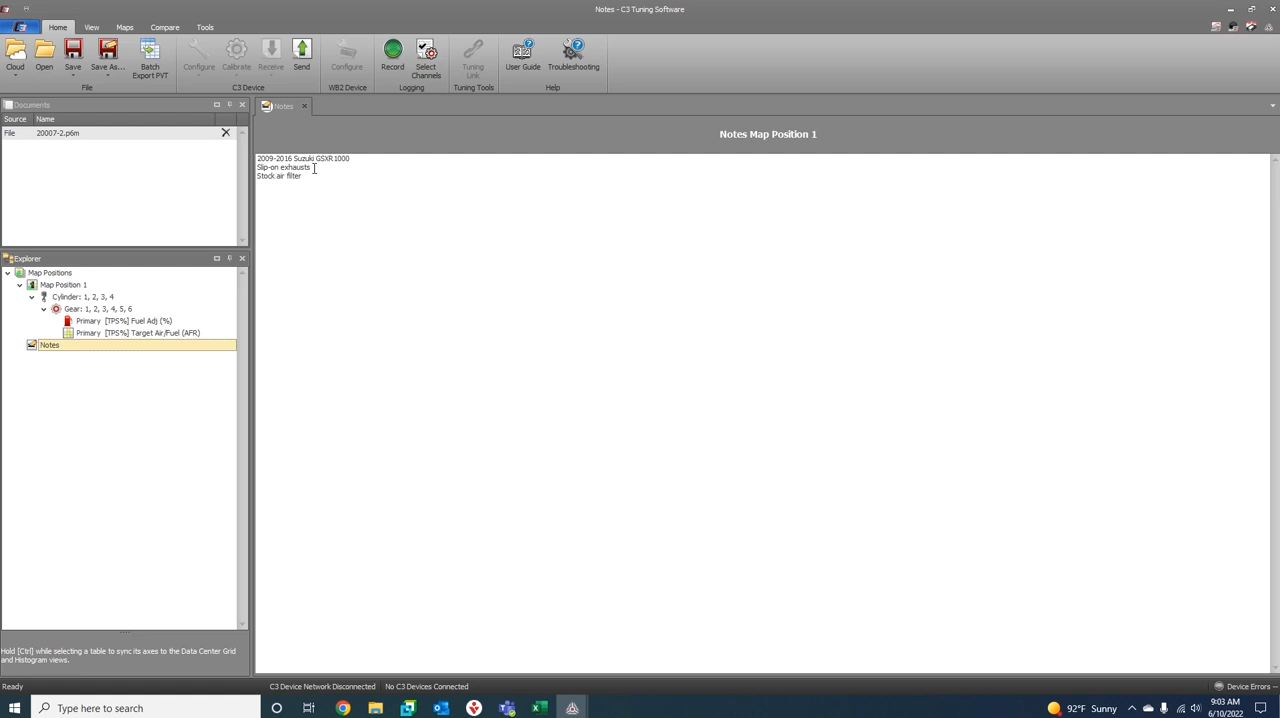 Notes - C3 Tuning Software
Home View Maps Compare Tools
Cloud Open Save Save As... Batch Export PVT Configure Calibrate Receive Send Configure Record Select Channels Tuning Link User Guide Troubleshooting
File C3 Device WB2 Device Logging Tuning Tools Help
Documents
Source Name
File 20007-2.p6m
Explorer
Map Positions
Map Position 1
Cylinder: 1, 2, 3, 4
Gear: 1, 2, 3, 4, 5, 6
Primary [TPS%] Fuel Adj (%)
Primary [TPS%] Target Air/Fuel (AFR)
Notes
Hold [Ctrl] while selecting a table to sync its axes to the Data Center Grid
and Histogram views.
Notes
Notes Map Position 1
2009-2016 Suzuki GSXR1000
Slip-on exhausts
Stock air filter
Ready C3 Device Network Disconnected No C3 Devices Connected Device Errors --
Type here to search
92°F Sunny
9:03 AM
6/10/2022